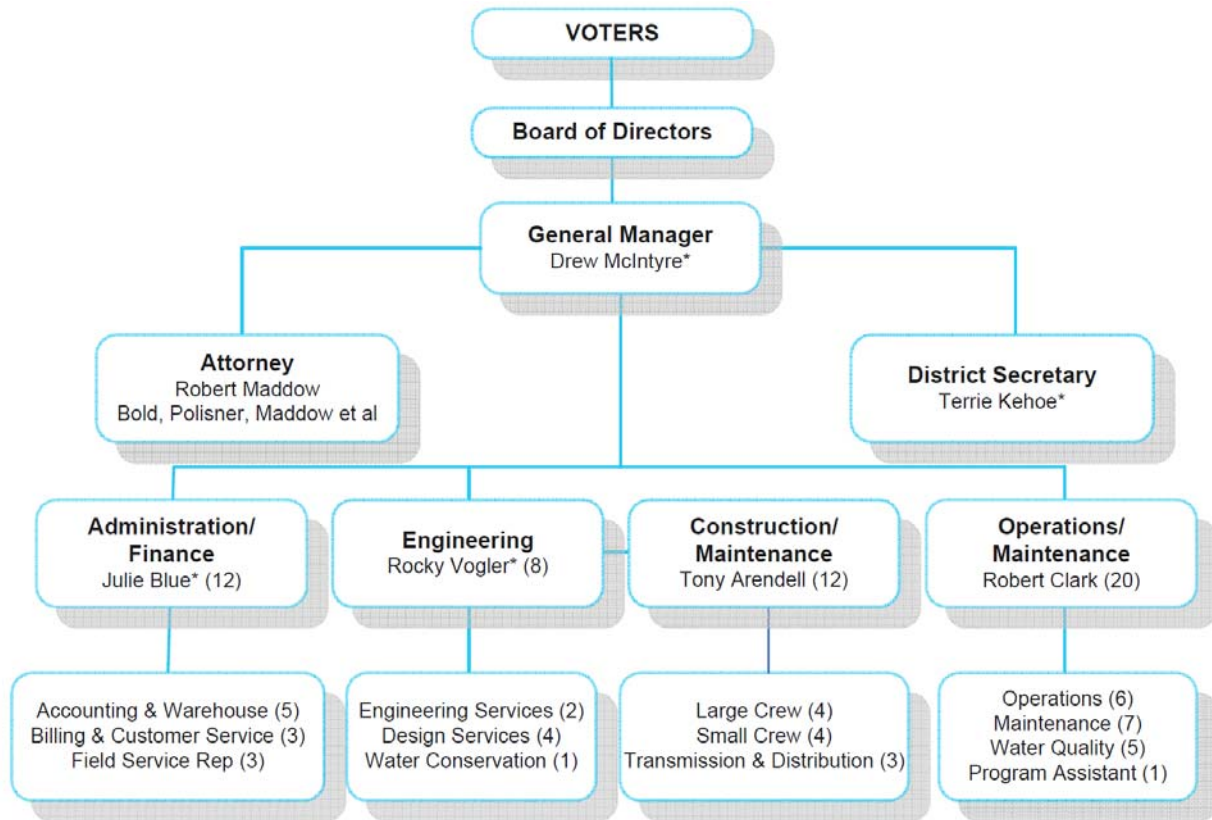 VOTERS
Board of Directors
General Manager
Drew McIntyre*
Attorney
Robert Maddow
Bold, Polisner, Maddow et al
District Secretary
Terrie Kehoe*
Administration/
Finance
Julie Blue* (12)
Engineering
Rocky Vogler* (8)
Construction/
Maintenance
Tony Arendell (12)
Operations/
Maintenance
Robert Clark (20)
Accounting & Warehouse (5)
Billing & Customer Service (3)
Field Service Rep (3)
Engineering Services (2)
Design Services (4)
Water Conservation (1)
Large Crew (4)
Small Crew (4)
Transmission & Distribution (3)
Operations (6)
Maintenance (7)
Water Quality (5)
Program Assistant (1)